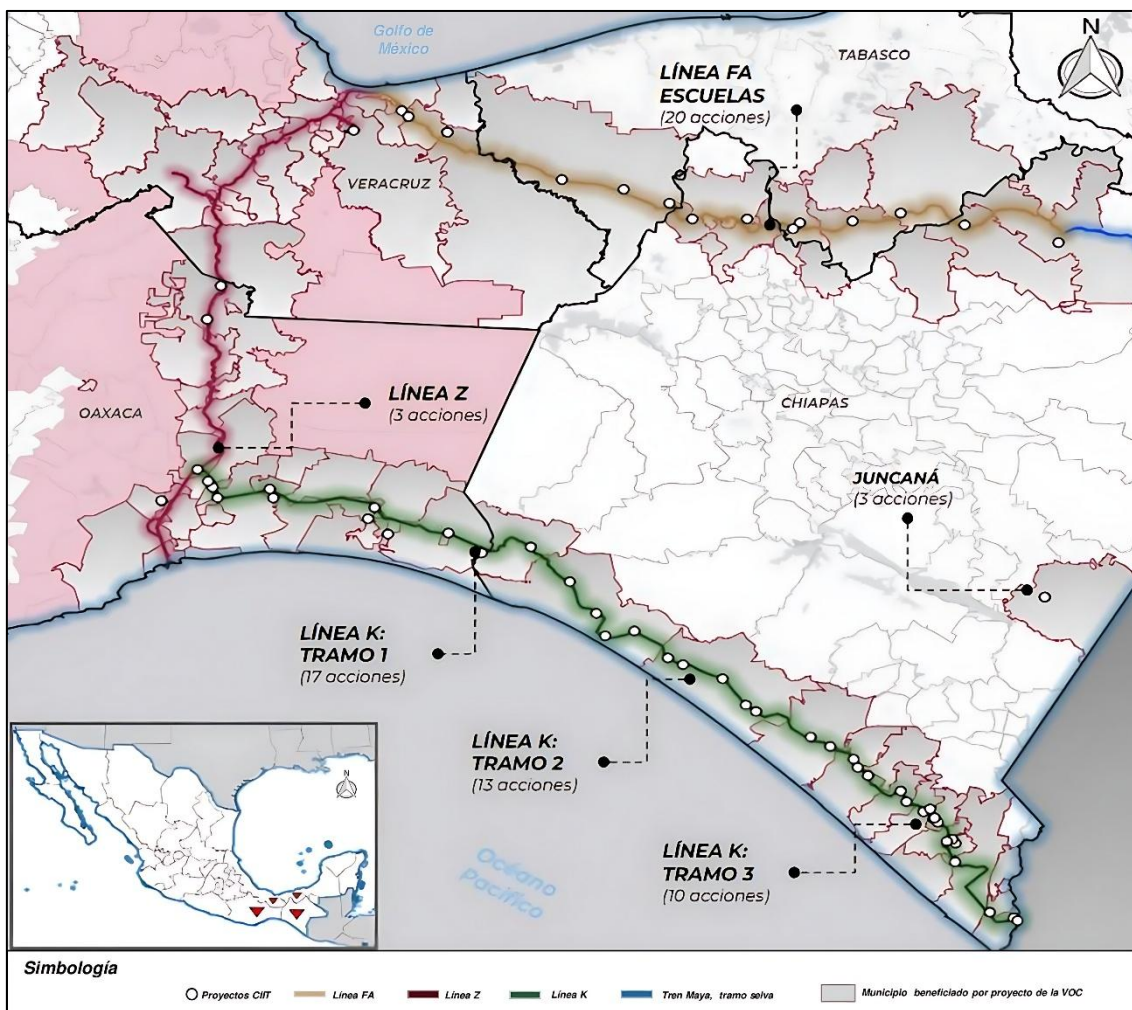 Golfo de
México
N
TABASCO
LÍNEA FA
ESCUELAS
(20 acciones)
VERACRUZ
OAXACA
LÍNEA Z
(3 acciones)
CHIAPAS
JUNCANÁ
(3 acciones)
LÍNEA K:
TRAMO 1
(17 acciones)
LÍNEA K:
TRAMO 2
(13 acciones)
LÍNEA K:
TRAMO 3
(10 acciones)
Océano
Pacífico
N
Simbología
Proyectos CIIT
Línea FA
Línea Z
Línea K
Tren Maya, tramo selva
Municipio beneficiado por proyecto de la VOC